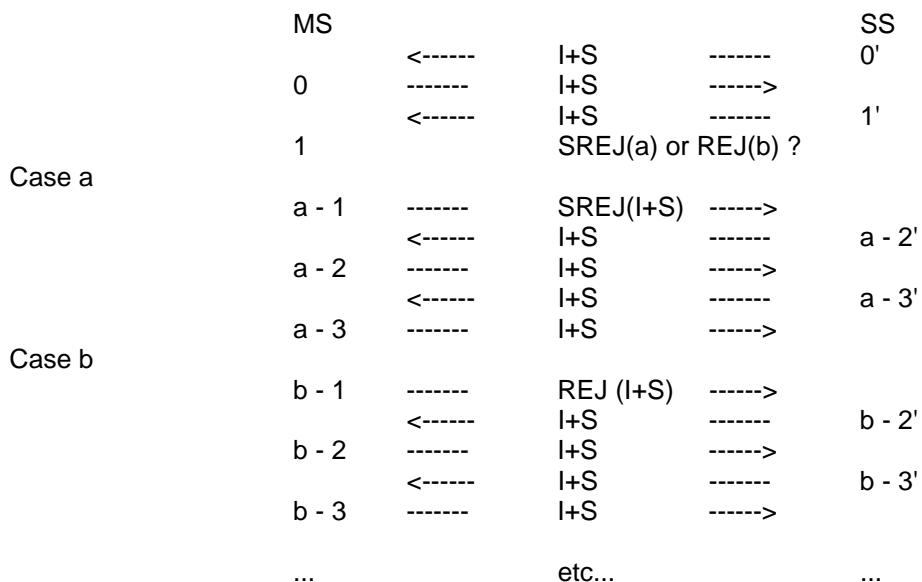 MS SS
<------ I+S ------- 0'
0 ------- I+S ------>
<------ I+S ------- 1'
1 SREJ(a) or REJ(b) ?
Case a
a - 1 ------- SREJ(I+S) ------>
<------ I+S ------- a - 2'
a - 2 ------- I+S ------>
<------ I+S ------- a - 3'
a - 3 ------- I+S ------>
Case b
b - 1 ------- REJ (I+S) ------>
<------ I+S ------- b - 2'
b - 2 ------- I+S ------>
<------ I+S ------- b - 3'
b - 3 ------- I+S ------>
... etc... ...